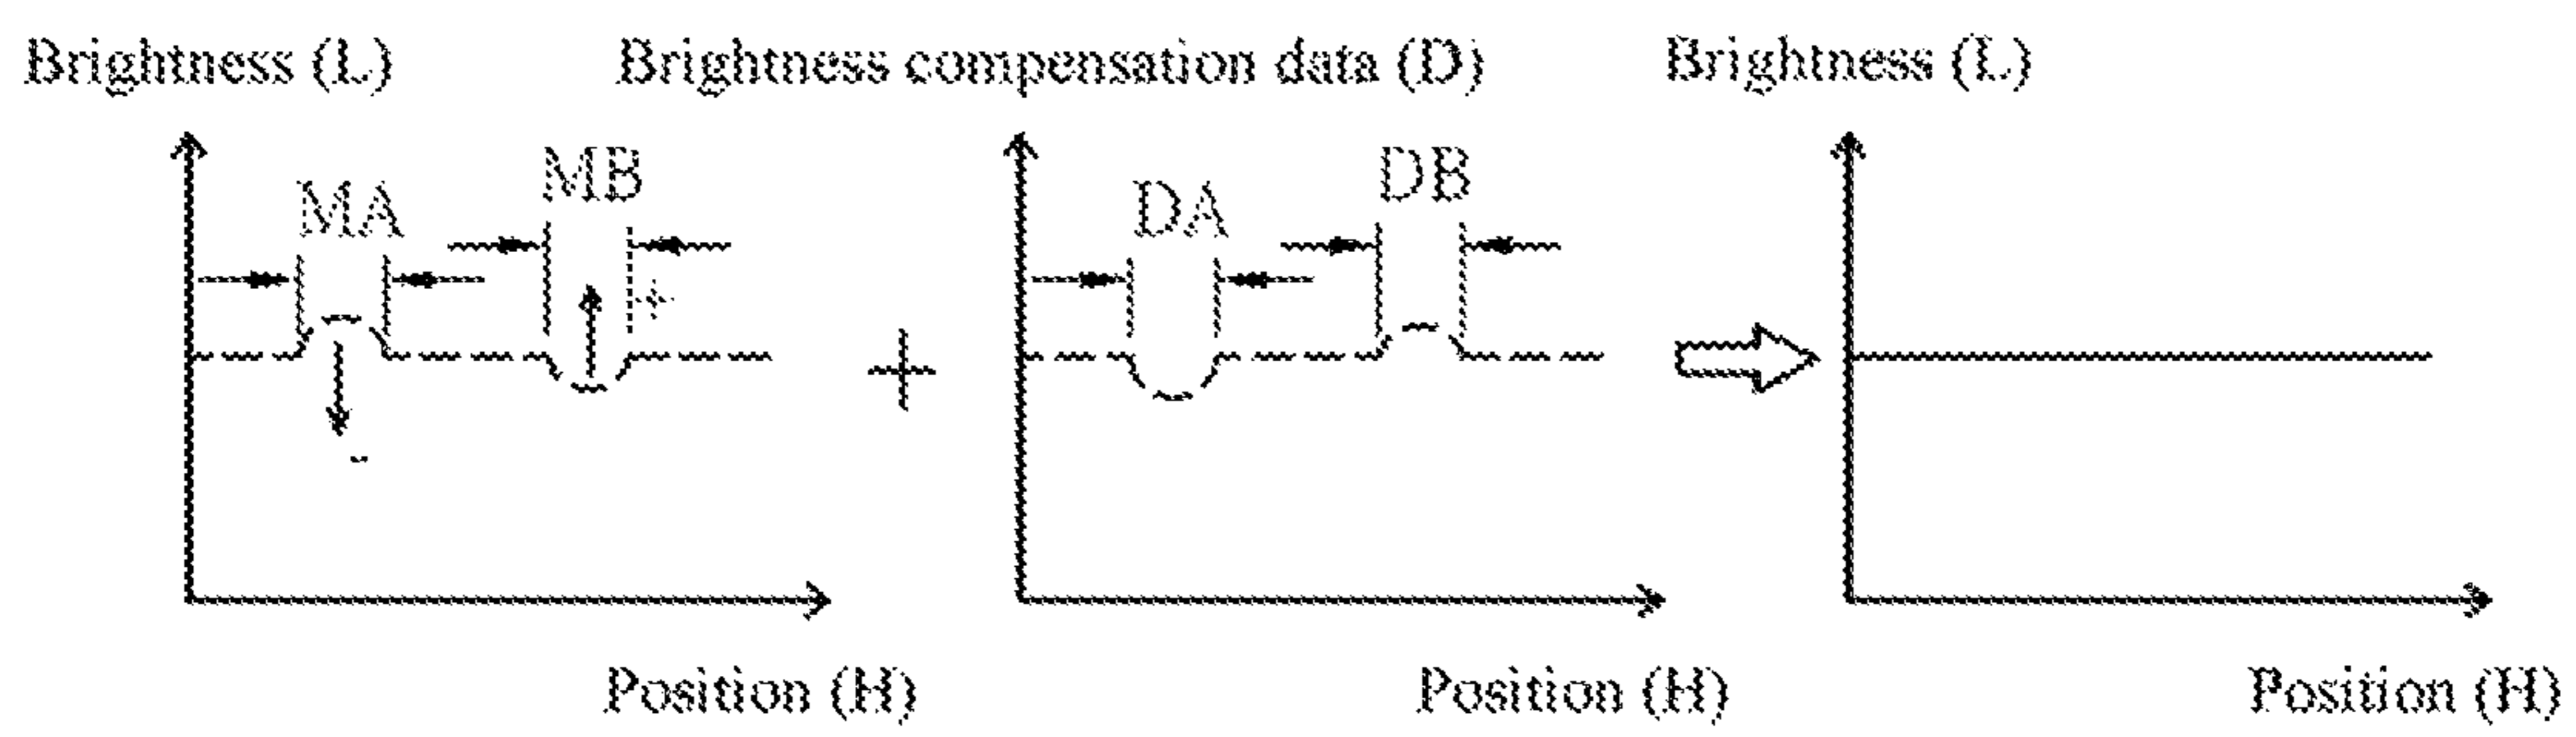 Brightness (L)
Brightness compensation data (D)
Brightness (L)
MA
MB
+
-
+
DA
DB
Position (H)
Position (H)
Position (H)